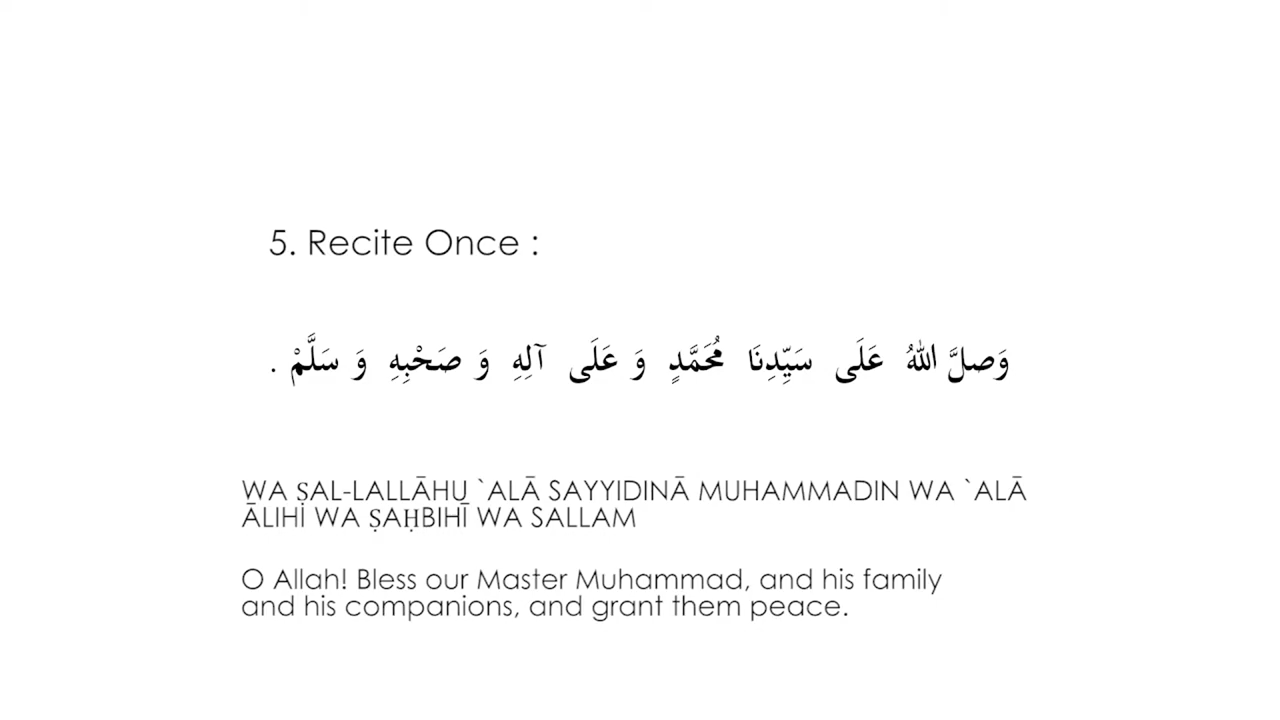 5. Recite Once :
وَصلَّ اللهُ عَلَى سَيِّدِنَا مُحَمَّدٍ وَ عَلَى آلِهِ وَ صَحْبِهِ وَ سَلَّمْ .
WA ṢAL-LALLĀHU `ALĀ SAYYIDINĀ MUHAMMADIN WA `ALĀ
ĀLIHİ WA ṢAḤBIHĪ WA SALLAM
O Allah! Bless our Master Muhammad, and his family
and his companions, and grant them peace.